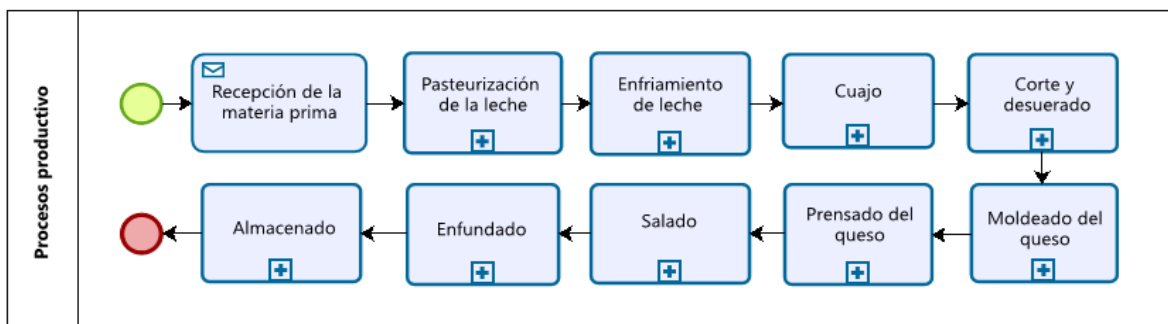 Procesos productivo
Recepción de la
materia prima
Pasteurización
de la leche
Enfriamiento
de leche
Cuajo
Corte y
desuerado
Moldeado del
queso
Prensado del
queso
Salado
Enfundado
Almacenado